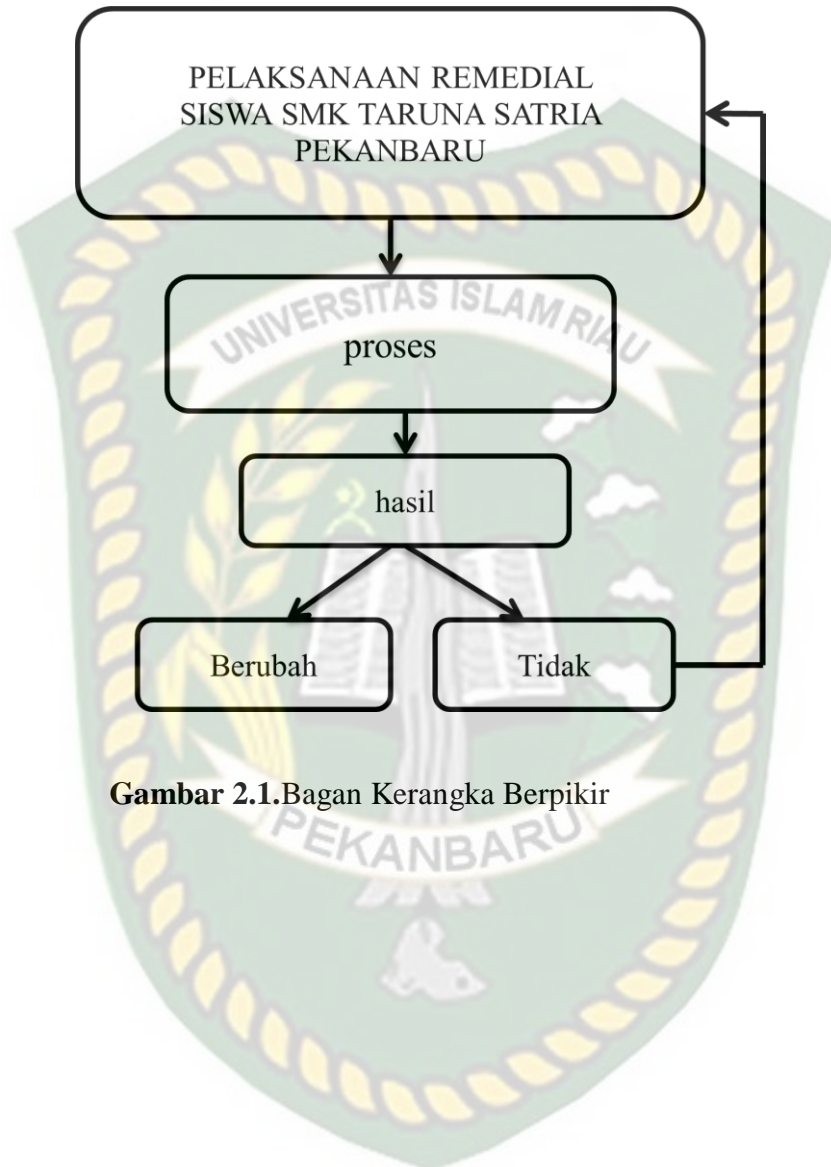 PELAKSANAAN REMEDIAL
SISWA SMK TARUNA SATRIA
PEKANBARU
UNIVERSITAS ISLAM RIAU
proses
hasil
Berubah
Tidak
Gambar 2.1.Bagan Kerangka Berpikir
PEKANBARU